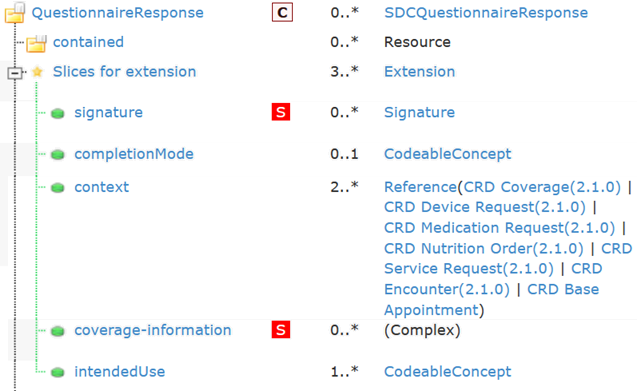 QuestionnaireResponse C 0..* SDCQuestionnaireResponse
contained 0..* Resource
Slices for extension 3..* Extension
signature S 0..* Signature
completionMode 0..1 CodeableConcept
context 2..* Reference(CRD Coverage(2.1.0) |
CRD Device Request(2.1.0) |
CRD Medication Request(2.1.0) |
CRD Nutrition Order(2.1.0) | CRD
Service Request(2.1.0) | CRD
Encounter(2.1.0) | CRD Base
Appointment)
coverage-information S 0..* (Complex)
intendedUse 1..* CodeableConcept